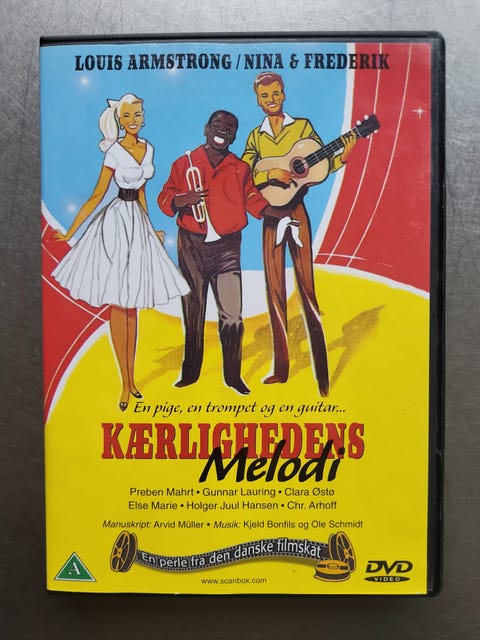 LOUIS ARMSTRONG / NINA & FREDERIK
En pige, en trompet og en guitar...
KÆRLIGHEDENS
Melodi
Preben Mahrt • Gunnar Lauring • Clara Østø
Else Marie • Holger Juul Hansen • Chr. Arhoff
Manuskript: Arvid Müller • Musik: Kjeld Bonfils og Ole Schmidt
En perle fra den danske filmskat
A
DVD
VIDEO
www.scanbox.com